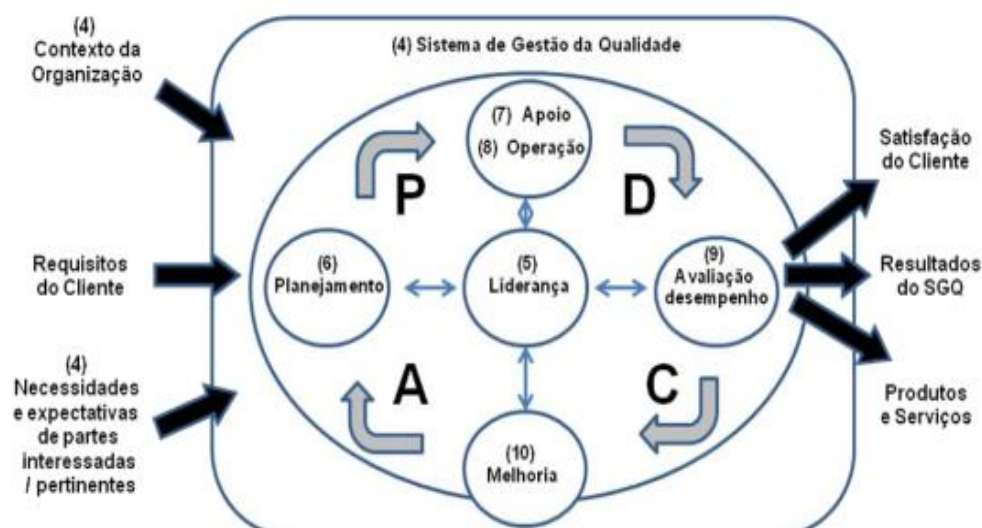 (4)
Contexto da
Organização
(4) Sistema de Gestão da Qualidade
(7) Apoio
(8) Operação
P
D
Satisfação
do Cliente
Requisitos
do Cliente
(6)
Planejamento
(5)
Liderança
(9)
Avaliação
desempenho
Resultados
do SGQ
(4)
Necessidades
e expectativas
de partes
interessadas
/ pertinentes
A
C
(10)
Melhoria
Produtos
e Serviços